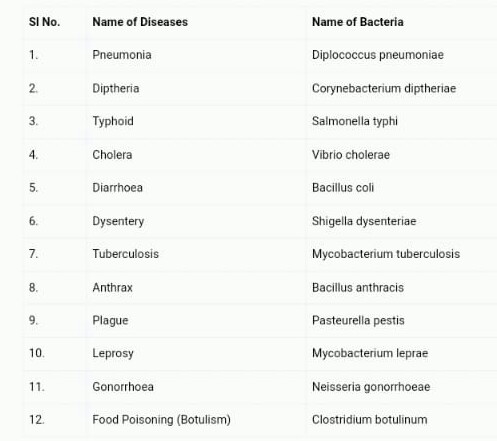 SI No. Name of Diseases Name of Bacteria
1. Pneumonia Diplococcus pneumoniae
2. Diptheria Corynebacterium diptheriae
3. Typhoid Salmonella typhi
4. Cholera Vibrio cholerae
5. Diarrhoea Bacillus coli
6. Dysentery Shigella dysenteriae
7. Tuberculosis Mycobacterium tuberculosis
8. Anthrax Bacillus anthracis
9. Plague Pasteurella pestis
10. Leprosy Mycobacterium leprae
11. Gonorrhoea Neisseria gonorrhoeae
12. Food Poisoning (Botulism) Clostridium botulinum